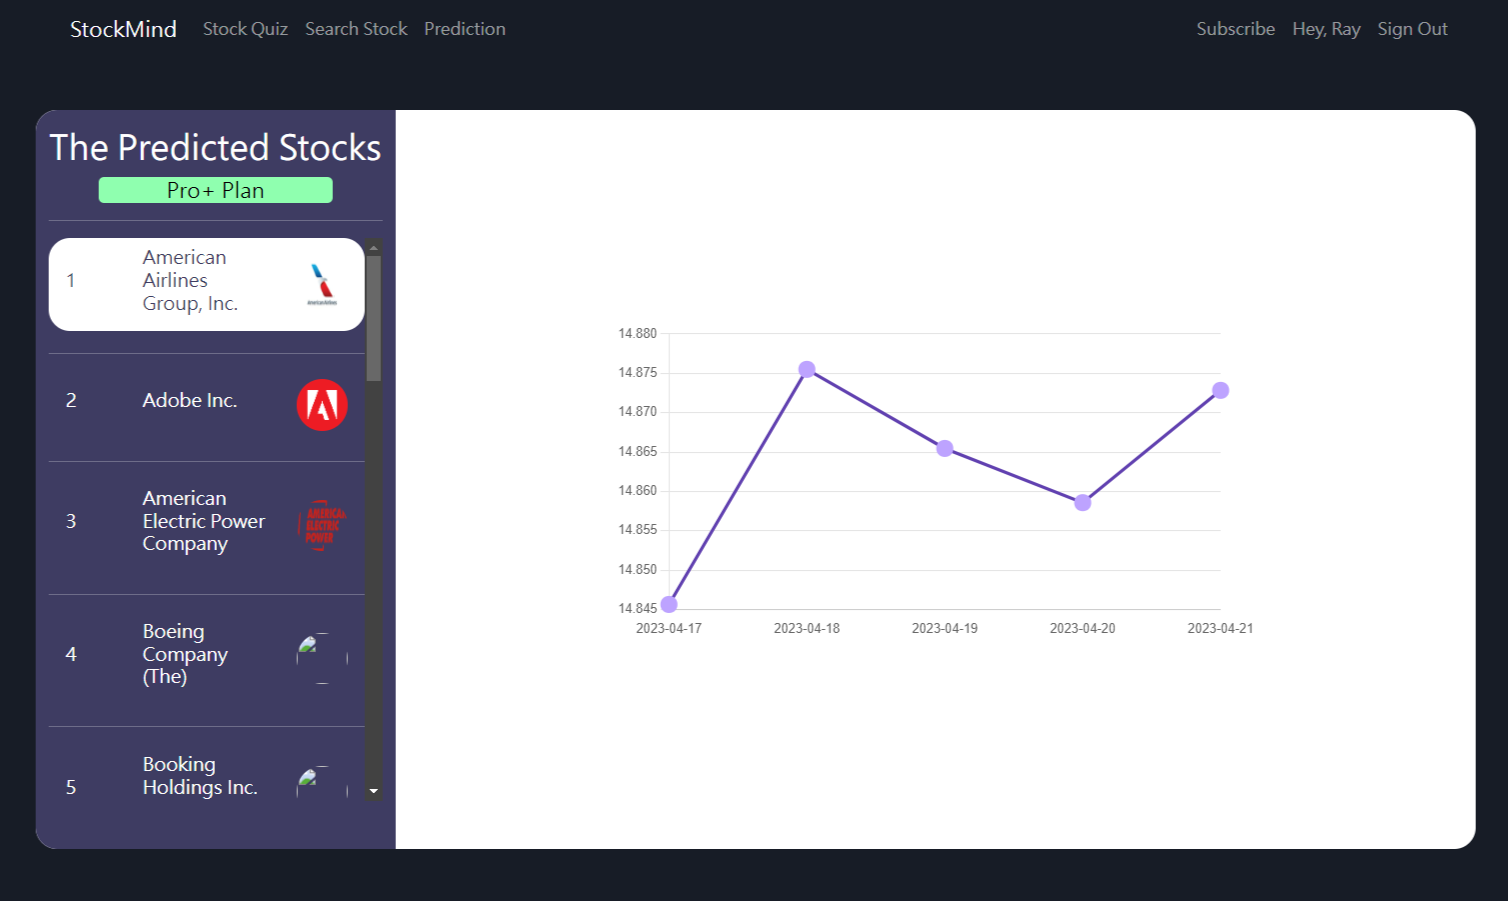 StockMind Stock Quiz Search Stock Prediction Subscribe Hey, Ray Sign Out
The Predicted Stocks
Pro+ Plan
1
American
Airlines
Group, Inc.
AmericanAirlines
2
Adobe Inc.
3
American
Electric Power
Company
AMERICAN
ELECTRIC
POWER
4
Boeing
Company
(The)
5
Booking
Holdings Inc.
14.880
14.875
14.870
14.865
14.860
14.855
14.850
14.845
2023-04-17 2023-04-18 2023-04-19 2023-04-20 2023-04-21